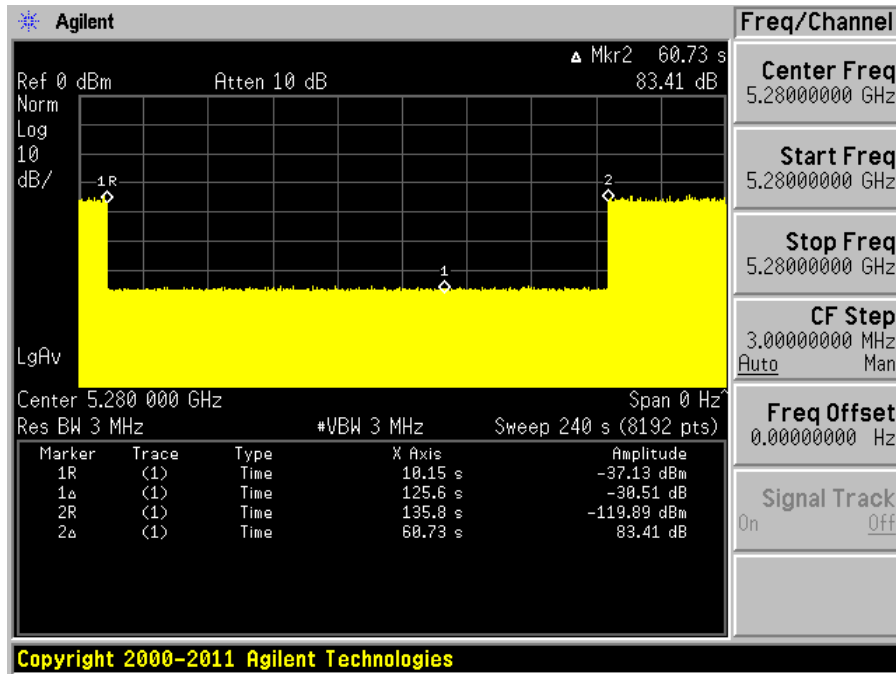 Agilent
Freq/Channel
▵ Mkr2 60.73 s
Ref 0 dBm Atten 10 dB 83.41 dB
Norm
Log
10
dB/
1R
2
1
LgAv
Center 5.280 000 GHz Span 0 Hz^
Res BW 3 MHz #VBW 3 MHz Sweep 240 s (8192 pts)
Marker Trace Type X Axis Amplitude
1R (1) Time 10.15 s -37.13 dBm
1▵ (1) Time 125.6 s -30.51 dB
2R (1) Time 135.8 s -119.89 dBm
2▵ (1) Time 60.73 s 83.41 dB
Center Freq
5.28000000 GHz
Start Freq
5.28000000 GHz
Stop Freq
5.28000000 GHz
CF Step
3.00000000 MHz
Auto Man
Freq Offset
0.00000000 Hz
Signal Track
On Off
Copyright 2000-2011 Agilent Technologies